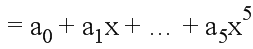 = a₀ + a₁x + … + a₅x⁵